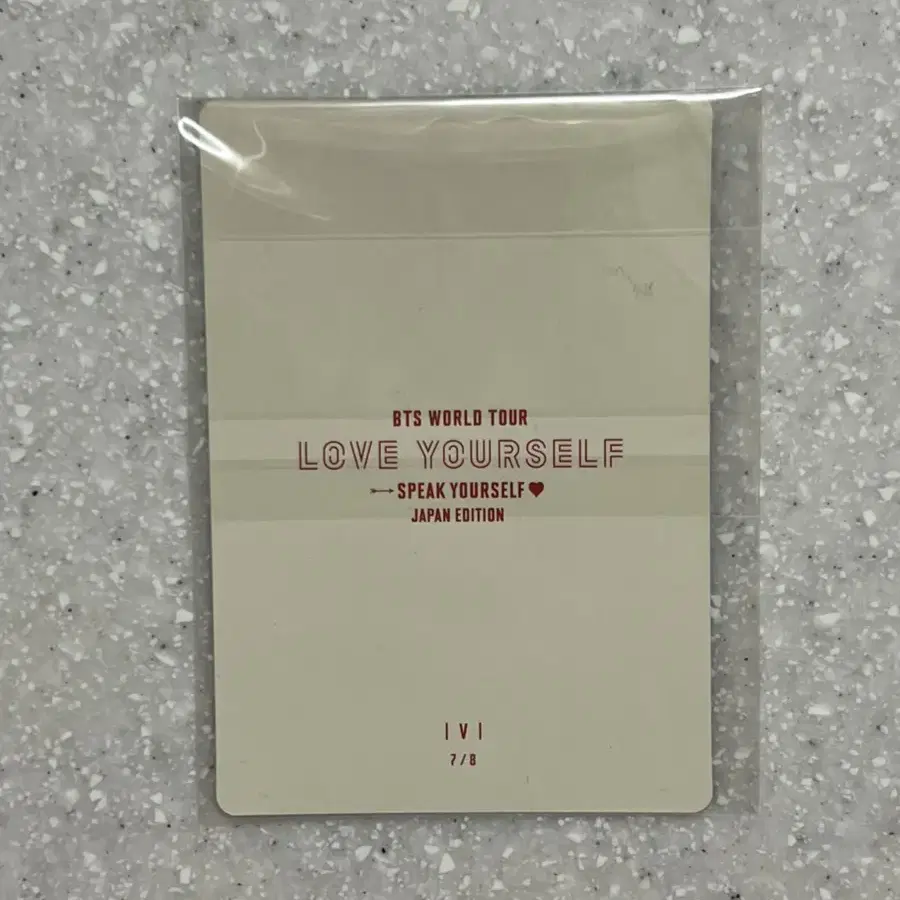 BTS WORLD TOUR
LOVE YOURSELF
SPEAK YOURSELF
JAPAN EDITION
| V |
7/8